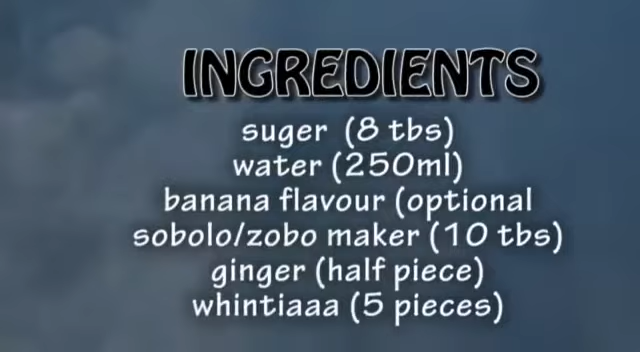 INGREDIENTS
suger (8 tbs)
water (250ml)
banana flavour (optional
sobolo/zobo maker (10 tbs)
ginger (half piece)
whintiaaa (5 pieces)